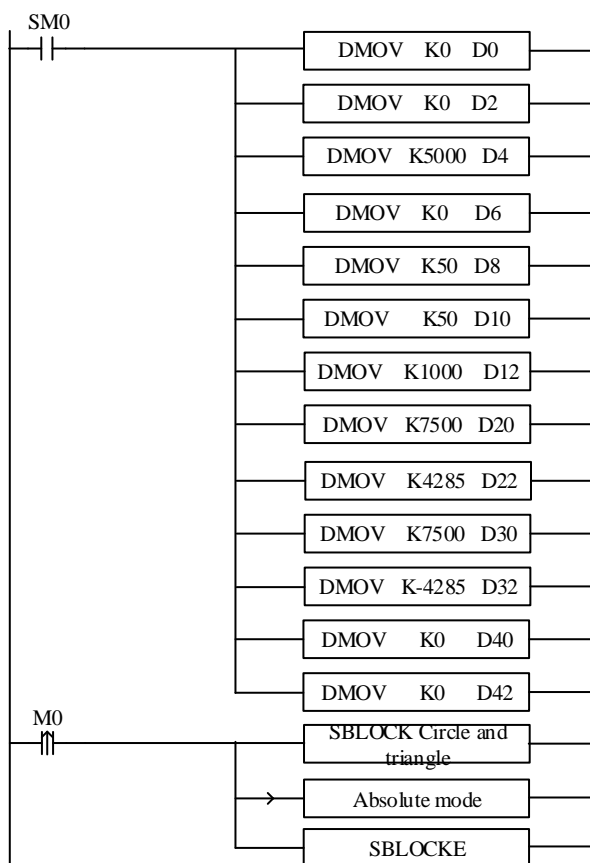 SM0
DMOV K0 D0
DMOV K0 D2
DMOV K5000 D4
DMOV K0 D6
DMOV K50 D8
DMOV K50 D10
DMOV K1000 D12
DMOV K7500 D20
DMOV K4285 D22
DMOV K7500 D30
DMOV K-4285 D32
DMOV K0 D40
DMOV K0 D42
M0
SBLOCK Circle and
triangle
Absolute mode
SBLOCKE